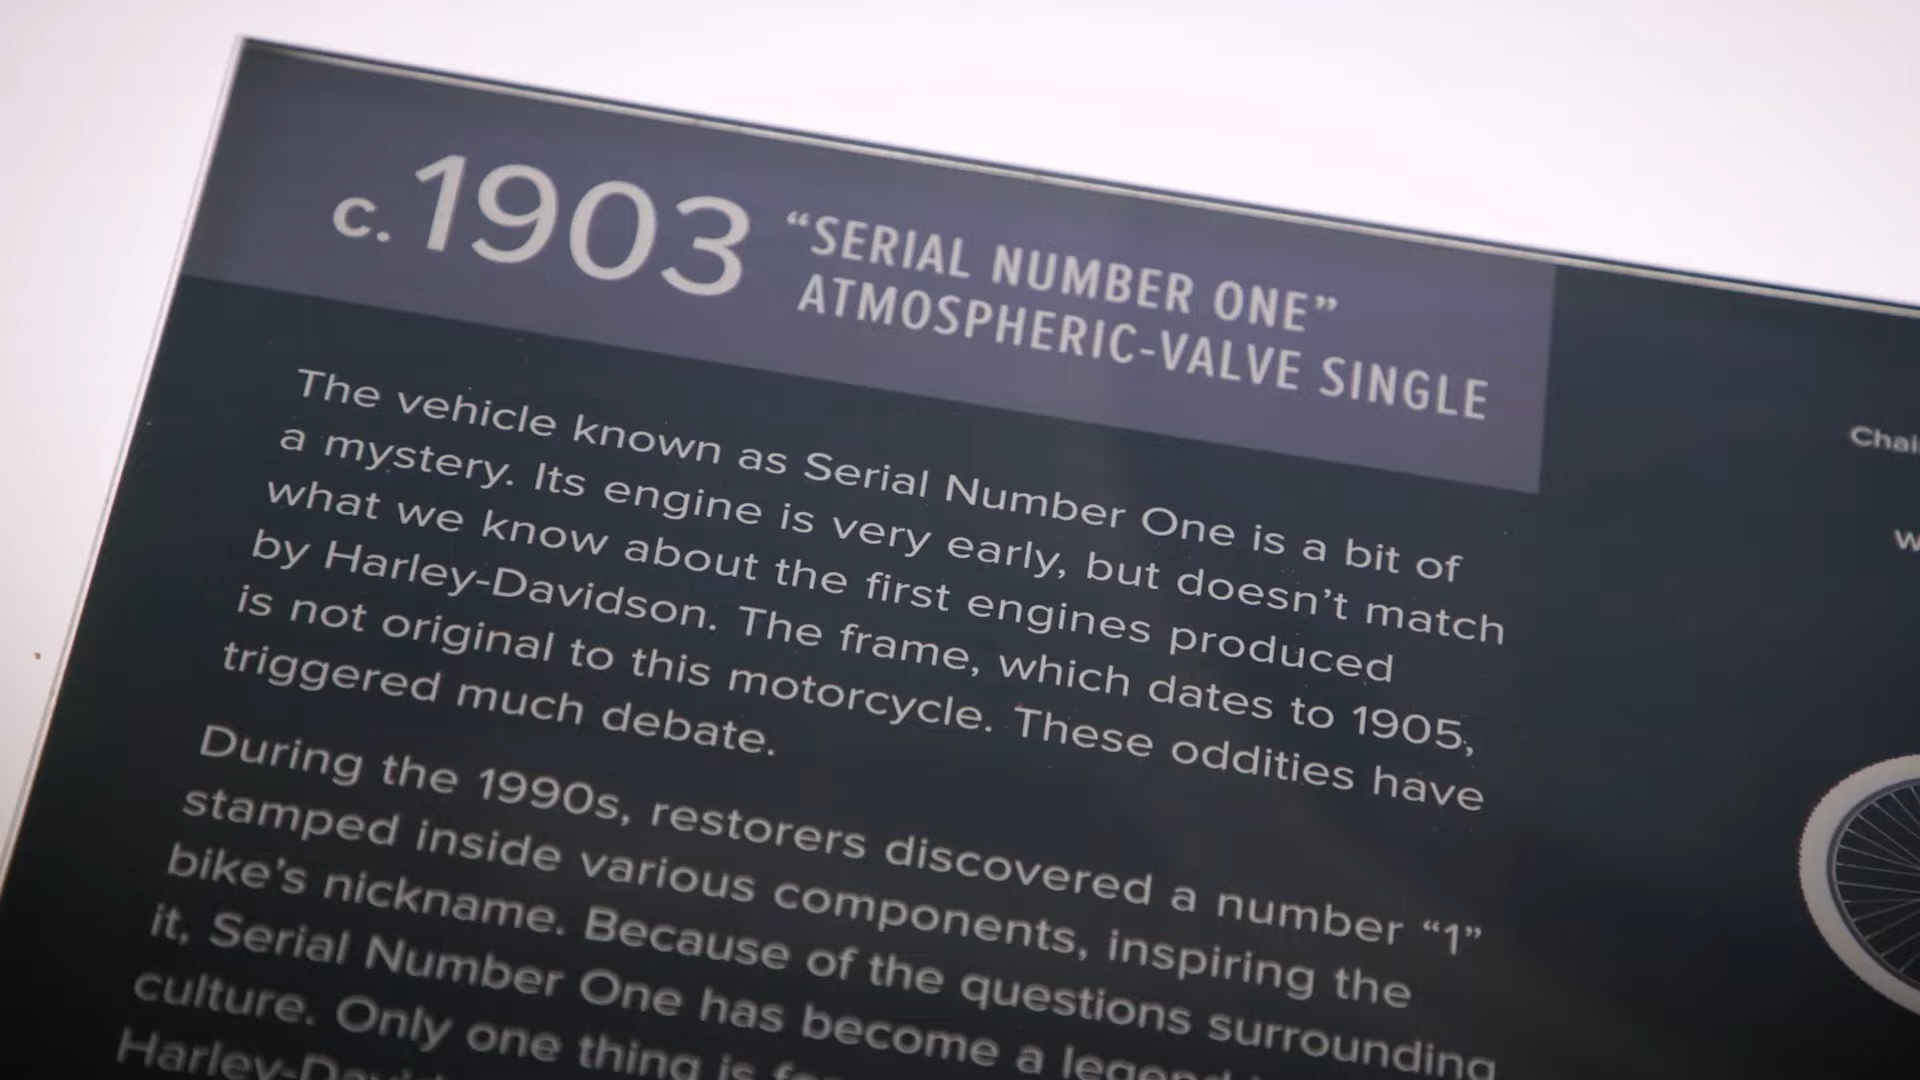 c.1903 “SERIAL NUMBER ONE”
ATMOSPHERIC-VALVE SINGLE
The vehicle known as Serial Number One is a bit of
a mystery. Its engine is very early, but doesn’t match
what we know about the first engines produced
by Harley-Davidson. The frame, which dates to 1905,
is not original to this motorcycle. These oddities have
triggered much debate.
During the 1990s, restorers discovered a number “1”
stamped inside various components, inspiring the
bike’s nickname. Because of the questions surrounding
it, Serial Number One has become a legend
culture. Only one thing is